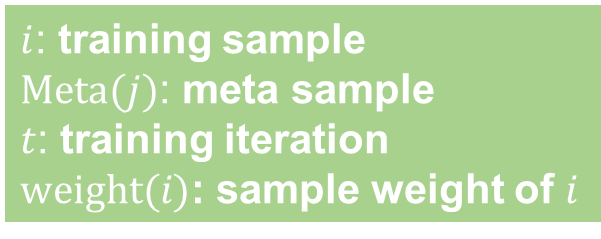 i: training sample
Meta(j): meta sample
t: training iteration
weight(i): sample weight of i